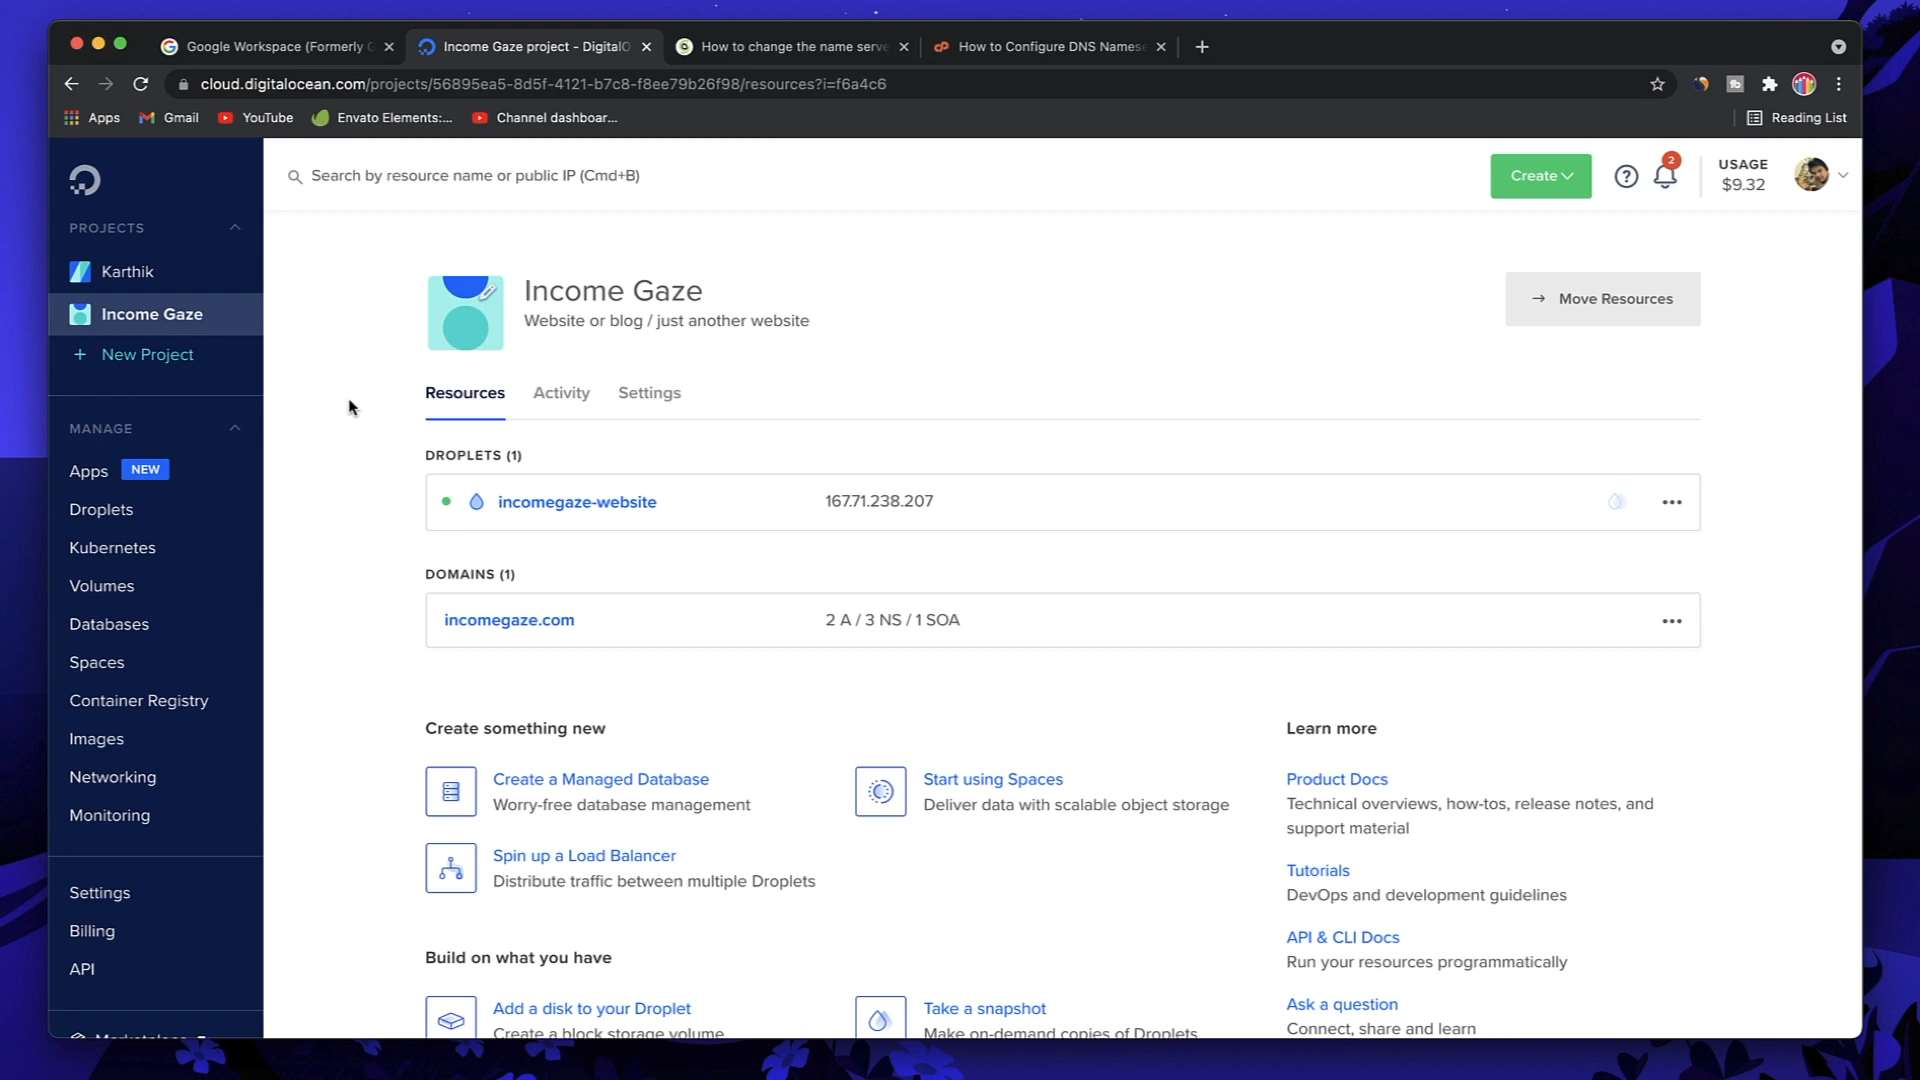 Google Workspace (Formerly G
Income Gaze project - DigitalO
How to change the name serve
How to Configure DNS Namese
cloud.digitalocean.com/projects/56895ea5-8d5f-4121-b7c8-f8ee79b26f98/resources?i=f6a4c6
Apps
Gmail
YouTube
Envato Elements:...
Channel dashboar...
Reading List
Search by resource name or public IP (Cmd+B)
Create
2
USAGE
$9.32
PROJECTS
Karthik
Income Gaze
+ New Project
MANAGE
Apps NEW
Droplets
Kubernetes
Volumes
Databases
Spaces
Container Registry
Images
Networking
Monitoring
Settings
Billing
API
Marketplace
Income Gaze
Website or blog / just another website
→ Move Resources
Resources Activity Settings
DROPLETS (1)
incomegaze-website 167.71.238.207
DOMAINS (1)
incomegaze.com 2 A / 3 NS / 1 SOA
Create something new
Create a Managed Database
Worry-free database management
Start using Spaces
Deliver data with scalable object storage
Spin up a Load Balancer
Distribute traffic between multiple Droplets
Build on what you have
Add a disk to your Droplet
Create a block storage volume
Take a snapshot
Make on-demand copies of Droplets
Learn more
Product Docs
Technical overviews, how-tos, release notes, and
support material
Tutorials
DevOps and development guidelines
API & CLI Docs
Run your resources programmatically
Ask a question
Connect, share and learn